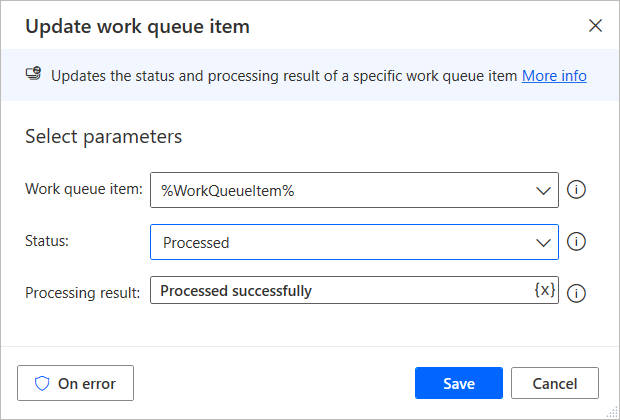 Update work queue item
Updates the status and processing result of a specific work queue item More info
Select parameters
Work queue item: %WorkQueueItem%
Status: Processed
Processing result: Processed successfully {x}
On error Save Cancel